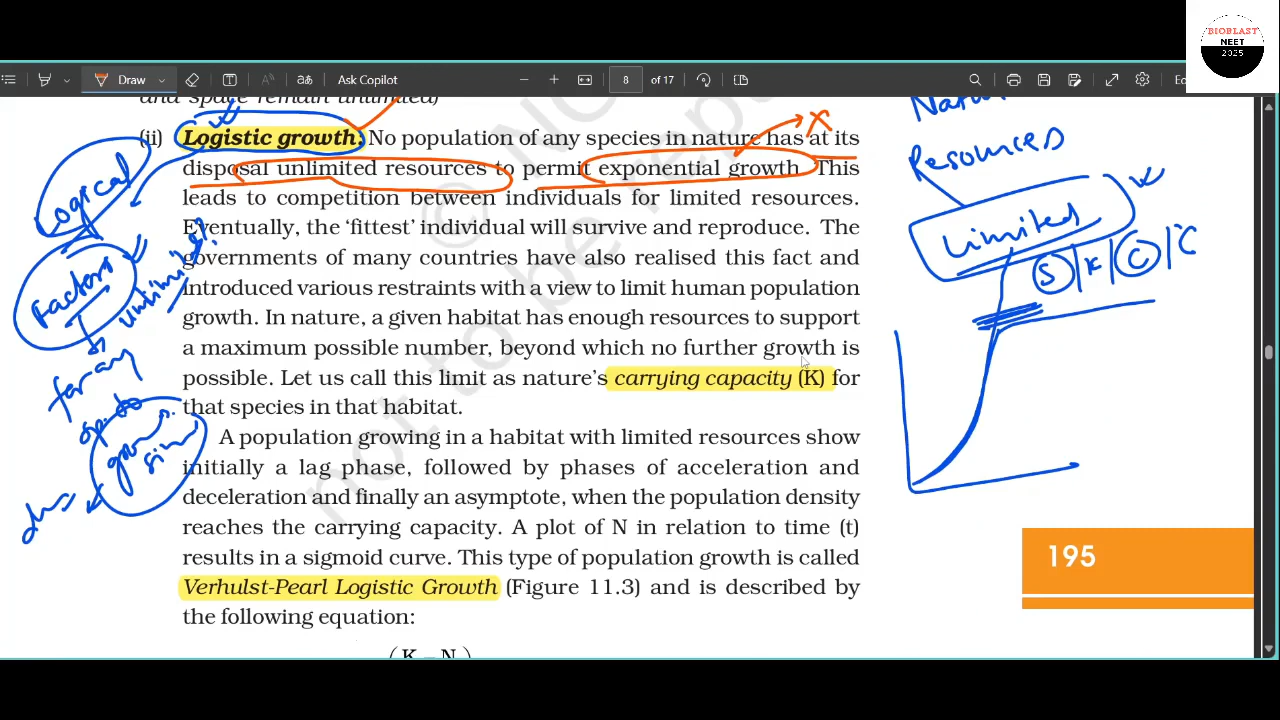 BIOBLAST
NEET
2025
Draw
Ask Copilot
8 of 17
and space remain unlimited)
(ii) Logistic growth: No population of any species in nature has at its
disposal unlimited resources to permit exponential growth. This
leads to competition between individuals for limited resources.
Eventually, the ‘fittest’ individual will survive and reproduce. The
governments of many countries have also realised this fact and
introduced various restraints with a view to limit human population
growth. In nature, a given habitat has enough resources to support
a maximum possible number, beyond which no further growth is
possible. Let us call this limit as nature’s carrying capacity (K) for
that species in that habitat.
A population growing in a habitat with limited resources show
initially a lag phase, followed by phases of acceleration and
deceleration and finally an asymptote, when the population density
reaches the carrying capacity. A plot of N in relation to time (t)
results in a sigmoid curve. This type of population growth is called
Verhulst-Pearl Logistic Growth (Figure 11.3) and is described by
the following equation:
(K – N)
195
not to be
Logical
Factors
unlimited
for any
Resources
Limited
S | K | C | C
x